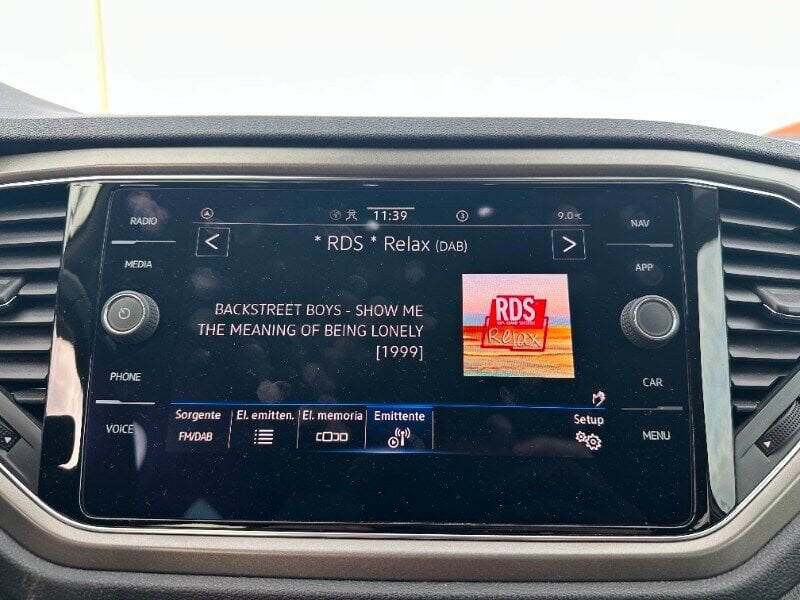 RADIO
MEDIA
PHONE
VOICE
11:39
3
9.0°C
* RDS * Relax (DAB)
BACKSTREET BOYS - SHOW ME
THE MEANING OF BEING LONELY
[1999]
RDS
Relax
Sorgente
FM/DAB
El. emitten.
El. memoria
Emittente
Setup
NAV
APP
CAR
MENU